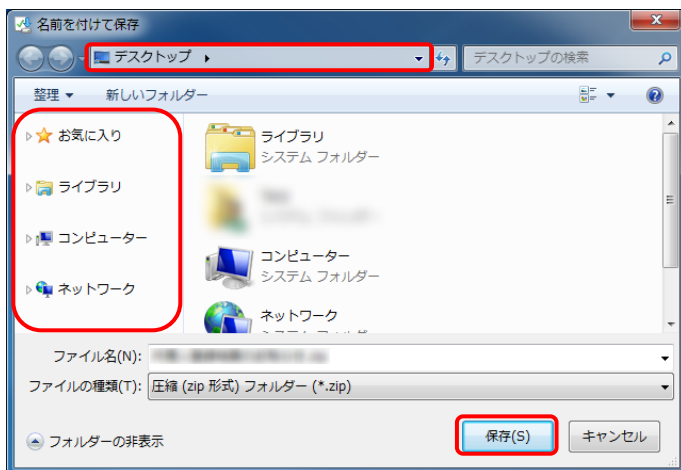 名前を付けて保存
デスクトップ
デスクトップの検索
整理 新しいフォルダー
お気に入り
ライブラリ
コンピューター
ネットワーク
ライブラリ
システム フォルダー
コンピューター
システム フォルダー
ネットワーク
ファイル名(N):
ファイルの種類(T): 圧縮 (zip 形式) フォルダー (*.zip)
フォルダーの非表示
保存(S)
キャンセル